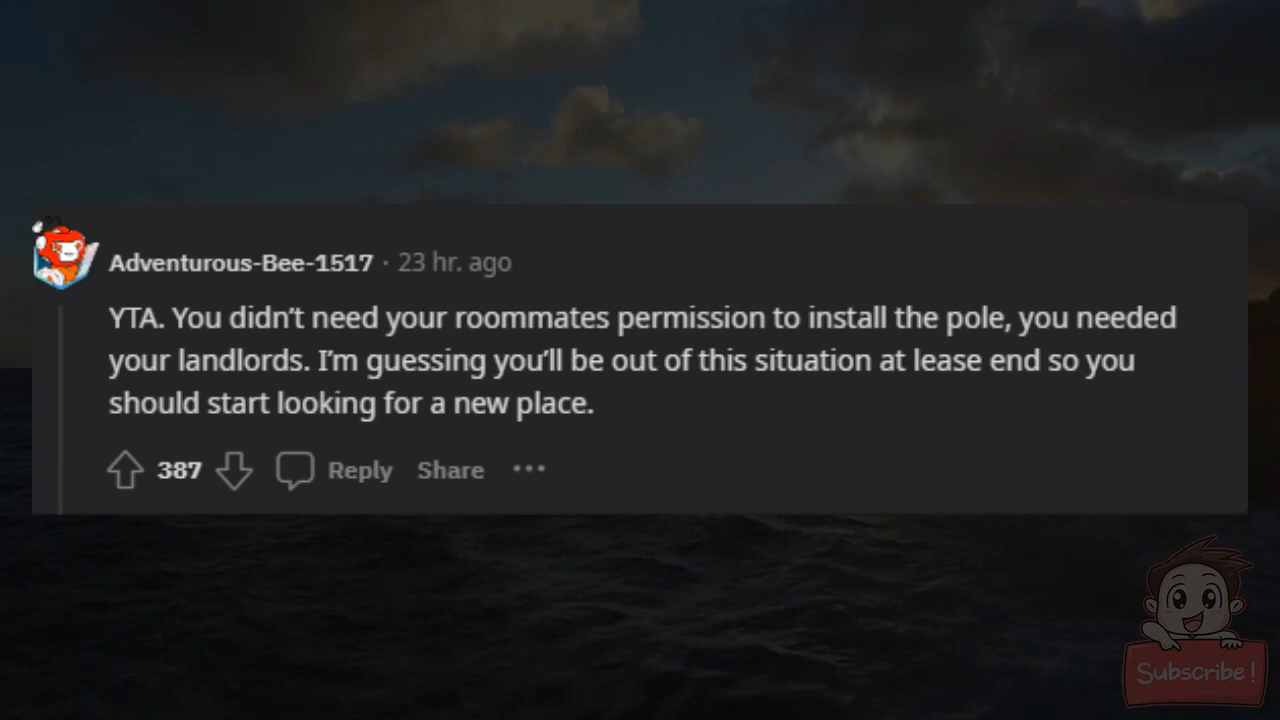 Adventurous-Bee-1517 · 23 hr. ago
YTA. You didn’t need your roommates permission to install the pole, you needed
your landlords. I’m guessing you’ll be out of this situation at lease end so you
should start looking for a new place.
387 Reply Share ···
Subscribe!